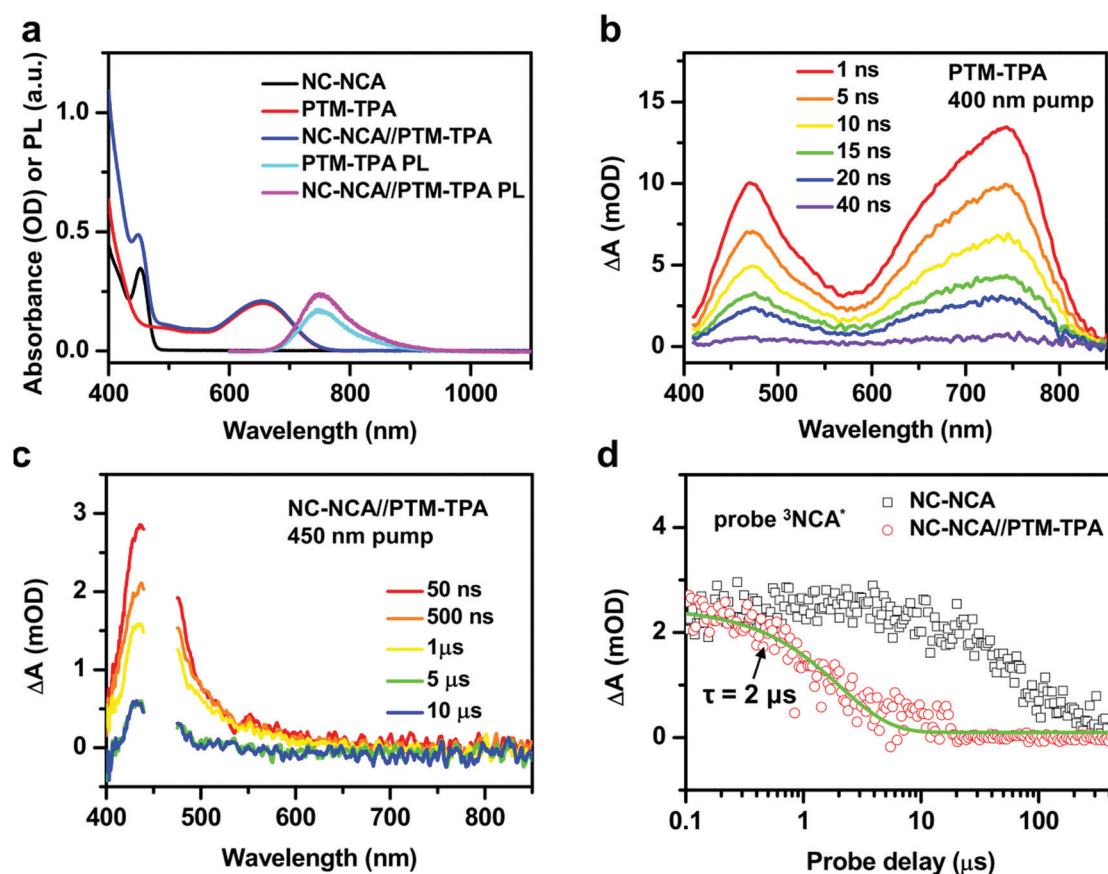 a
NC-NCA
PTM-TPA
NC-NCA//PTM-TPA
PTM-TPA PL
NC-NCA//PTM-TPA PL
1.0
0.5
0.0
400 600 800 1000
Absorbance (OD) or PL (a.u.)
Wavelength (nm)
b
1 ns
5 ns
10 ns
15 ns
20 ns
40 ns
PTM-TPA
400 nm pump
15
10
5
0
400 500 600 700 800
ΔA (mOD)
Wavelength (nm)
c
NC-NCA//PTM-TPA
450 nm pump
50 ns
500 ns
1μs
5 μs
10 μs
3
2
1
0
400 500 600 700 800
ΔA (mOD)
Wavelength (nm)
d
probe ³NCA*
NC-NCA
NC-NCA//PTM-TPA
τ = 2 μs
4
2
0
0.1 1 10 100
ΔA (mOD)
Probe delay (μs)